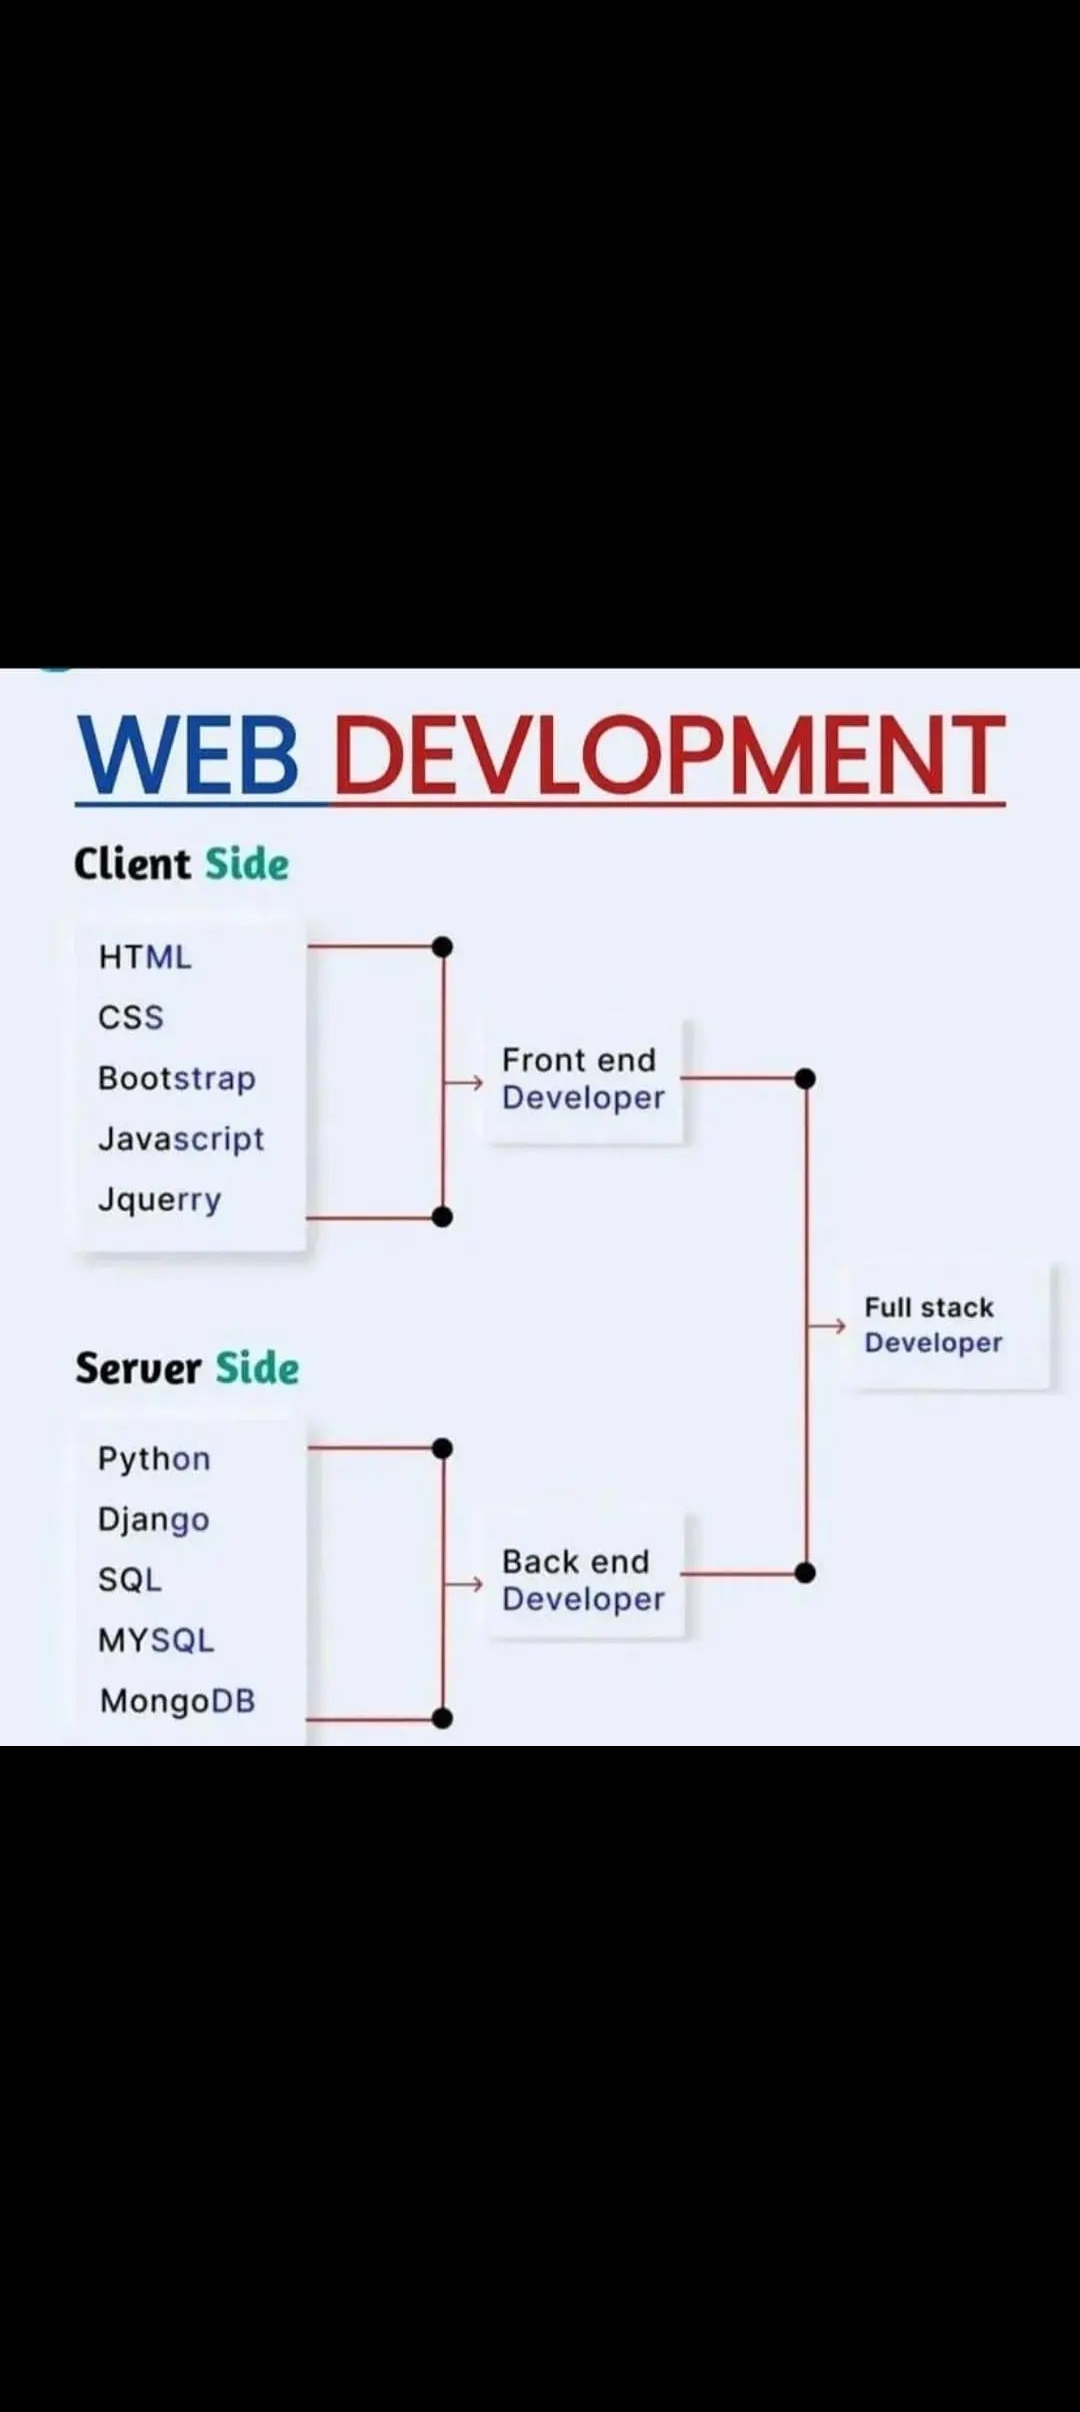 WEB DEVLOPMENT
Client Side
HTML
CSS
Bootstrap
Javascript
Jquerry
Front end
Developer
Full stack
Developer
Server Side
Python
Django
SQL
MYSQL
MongoDB
Back end
Developer